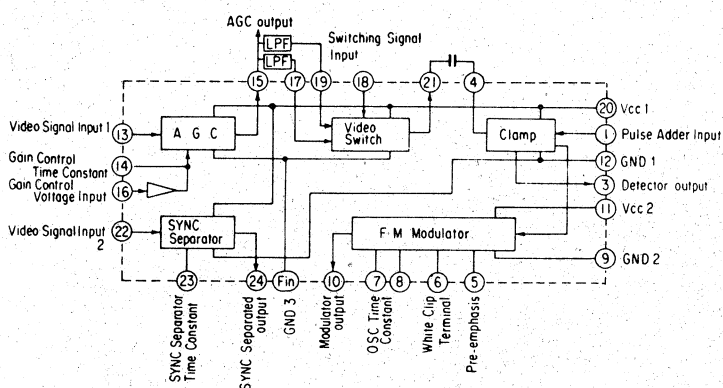 AGC output
LPF
Switching Signal
Input
LPF
15
17
19
18
21
4
20
Vcc 1
Video Signal Input 1
13
A G C
Video
Switch
Clamp
1
Pulse Adder Input
Gain Control
Time Constant
14
12
GND 1
Gain Control
Voltage Input
16
3
Detector output
11
Vcc 2
Video Signal Input
2
22
SYNC
Separator
F M Modulator
9
GND 2
23
24
Fin
10
7
8
6
5
SYNC Separator
Time Constant
SYNC Separated
output
GND 3
Modulator
output
OSC Time
Constant
White Clip
Terminal
Pre-emphasis